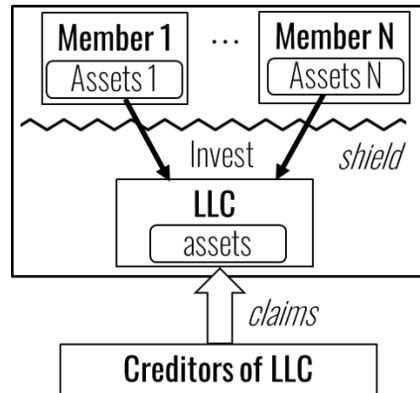 Member 1 ... Member N
Assets 1 Assets N
Invest shield
LLC
assets
claims
Creditors of LLC